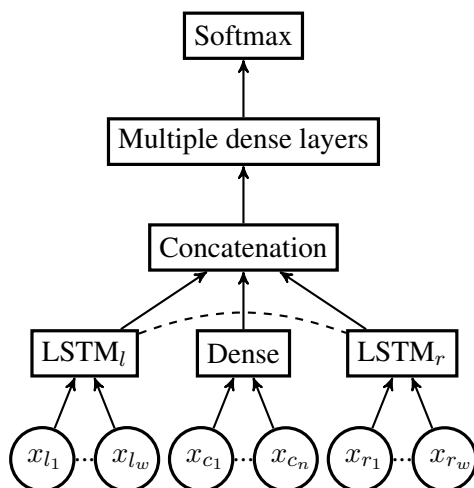 Softmax
Multiple dense layers
Concatenation
LSTM_l Dense LSTM_r
x_{l_1} ... x_{l_w} x_{c_1} ... x_{c_n} x_{r_1} ... x_{r_w}